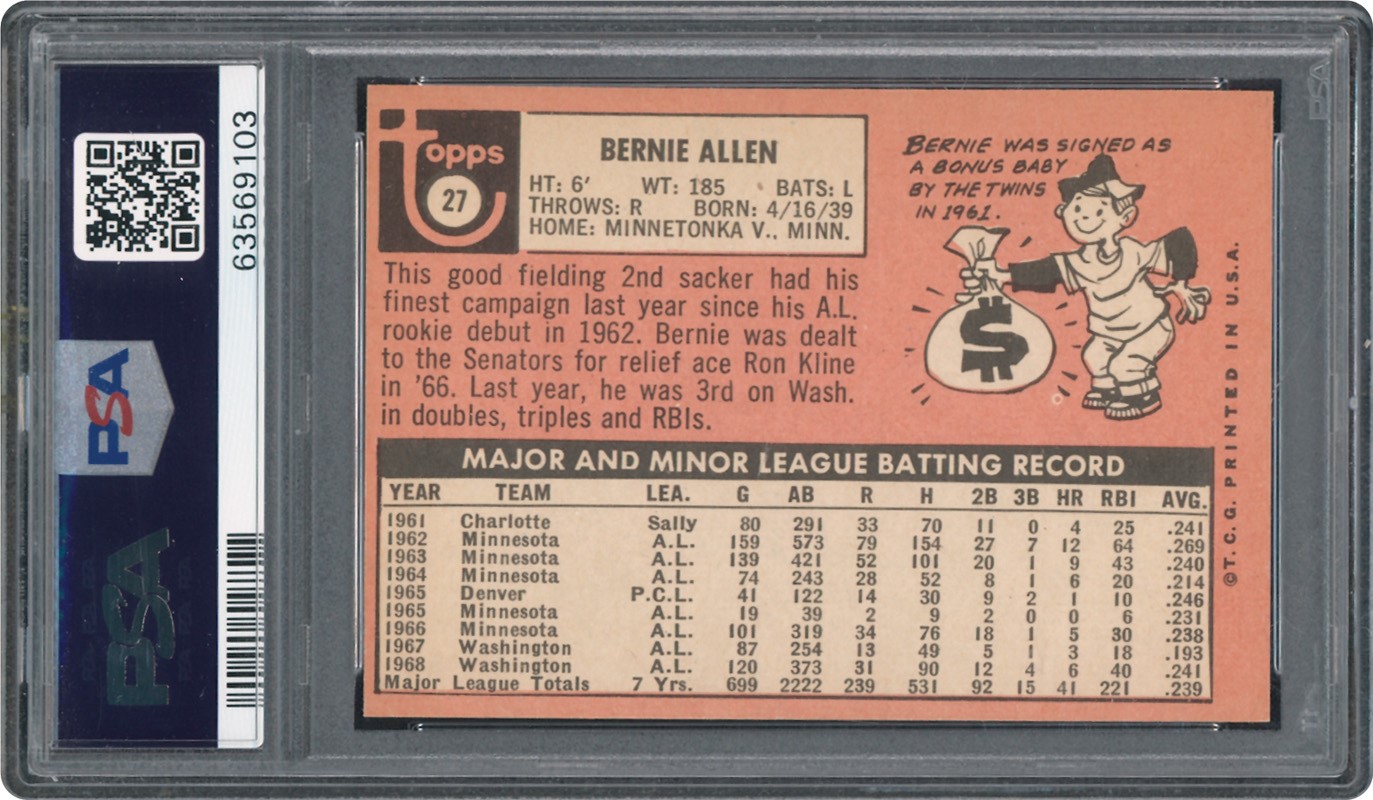 63569103
PSA
PSA
PSA
topps
27
BERNIE ALLEN
HT: 6' WT: 185 BATS: L
THROWS: R BORN: 4/16/39
HOME: MINNETONKA V., MINN.
BERNIE WAS SIGNED AS
A BONUS BABY
BY THE TWINS
IN 1961.
$
This good fielding 2nd sacker had his
finest campaign last year since his A.L.
rookie debut in 1962. Bernie was dealt
to the Senators for relief ace Ron Kline
in '66. Last year, he was 3rd on Wash.
in doubles, triples and RBIs.
MAJOR AND MINOR LEAGUE BATTING RECORD
YEAR TEAM LEA. G AB R H 2B 3B HR RBI AVG.
1961 Charlotte Sally 80 291 33 70 11 0 4 25 .241
1962 Minnesota A.L. 159 573 79 154 27 7 12 64 .269
1963 Minnesota A.L. 139 421 52 101 20 1 9 43 .240
1964 Minnesota A.L. 74 243 28 52 8 1 6 20 .214
1965 Denver P.C.L. 41 122 14 30 9 2 1 10 .246
1965 Minnesota A.L. 19 39 2 9 2 0 0 6 .231
1966 Minnesota A.L. 101 319 34 76 18 1 5 30 .238
1967 Washington A.L. 87 254 13 49 5 1 3 18 .193
1968 Washington A.L. 120 373 31 90 12 4 6 40 .241
Major League Totals 7 Yrs. 699 2222 239 531 92 15 41 221 .239
©T.C.G. PRINTED IN U.S.A.